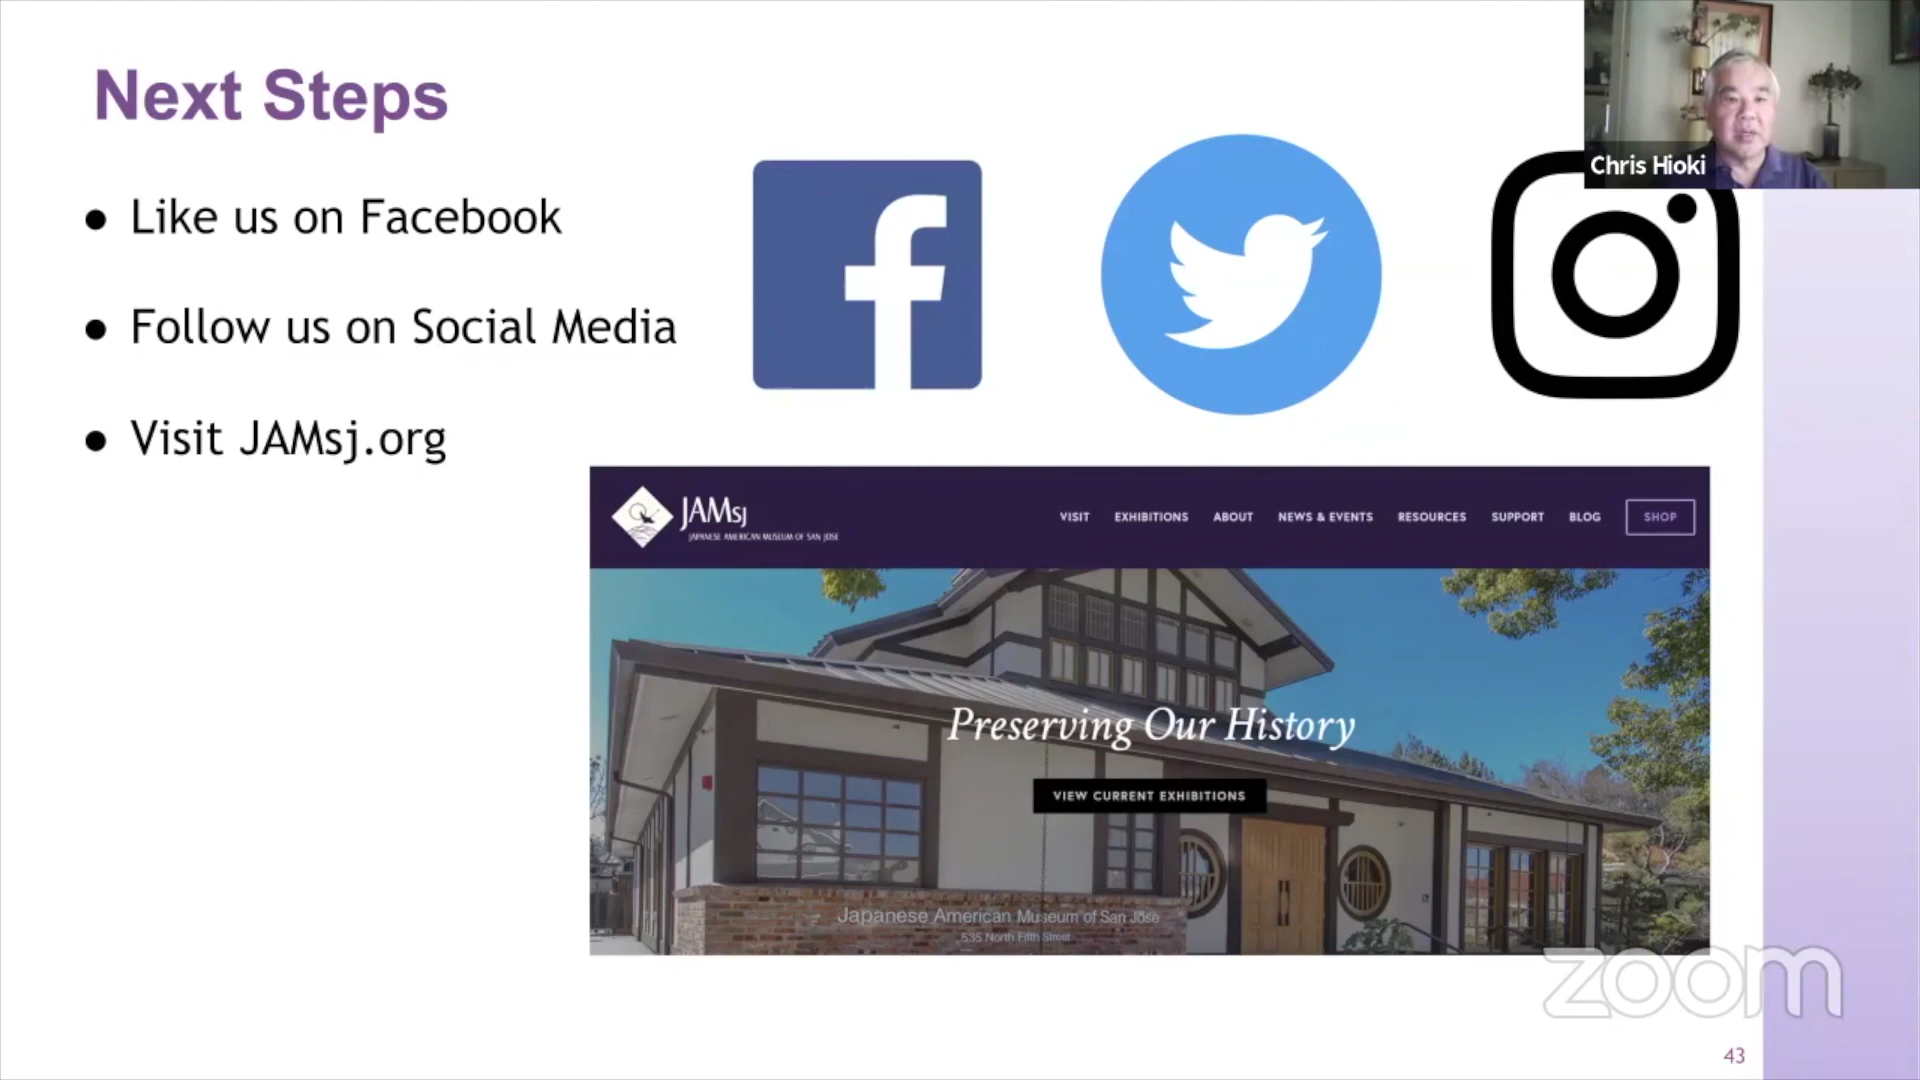 Next Steps
Chris Hioki
● Like us on Facebook
● Follow us on Social Media
● Visit JAMsj.org
JAMsj
JAPANESE AMERICAN MUSEUM OF SAN JOSE
VISIT EXHIBITIONS ABOUT NEWS & EVENTS RESOURCES SUPPORT BLOG SHOP
Preserving Our History
VIEW CURRENT EXHIBITIONS
Japanese American Museum of San Jose
535 North Fifth Street
zoom
43